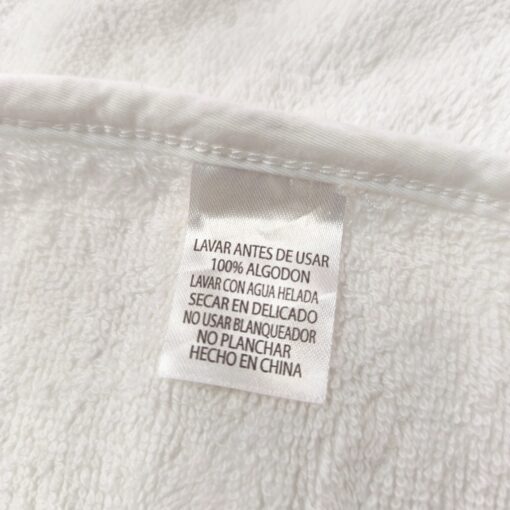 LAVAR ANTES DE USAR
100% ALGODON
LAVAR CON AGUA HELADA
SECAR EN DELICADO
NO USAR BLANQUEADOR
NO PLANCHAR
HECHO EN CHINA